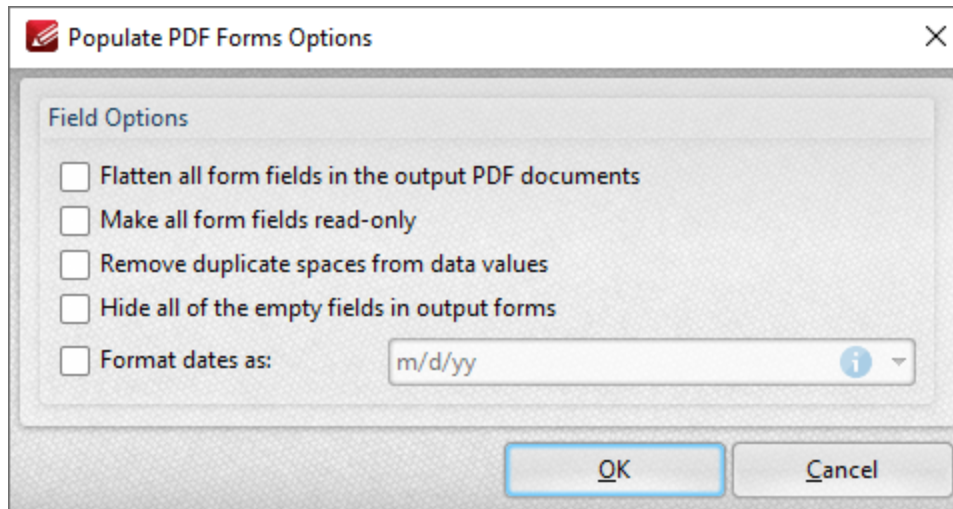 Populate PDF Forms Options
Field Options
Flatten all form fields in the output PDF documents
Make all form fields read-only
Remove duplicate spaces from data values
Hide all of the empty fields in output forms
Format dates as: m/d/yy i
OK Cancel